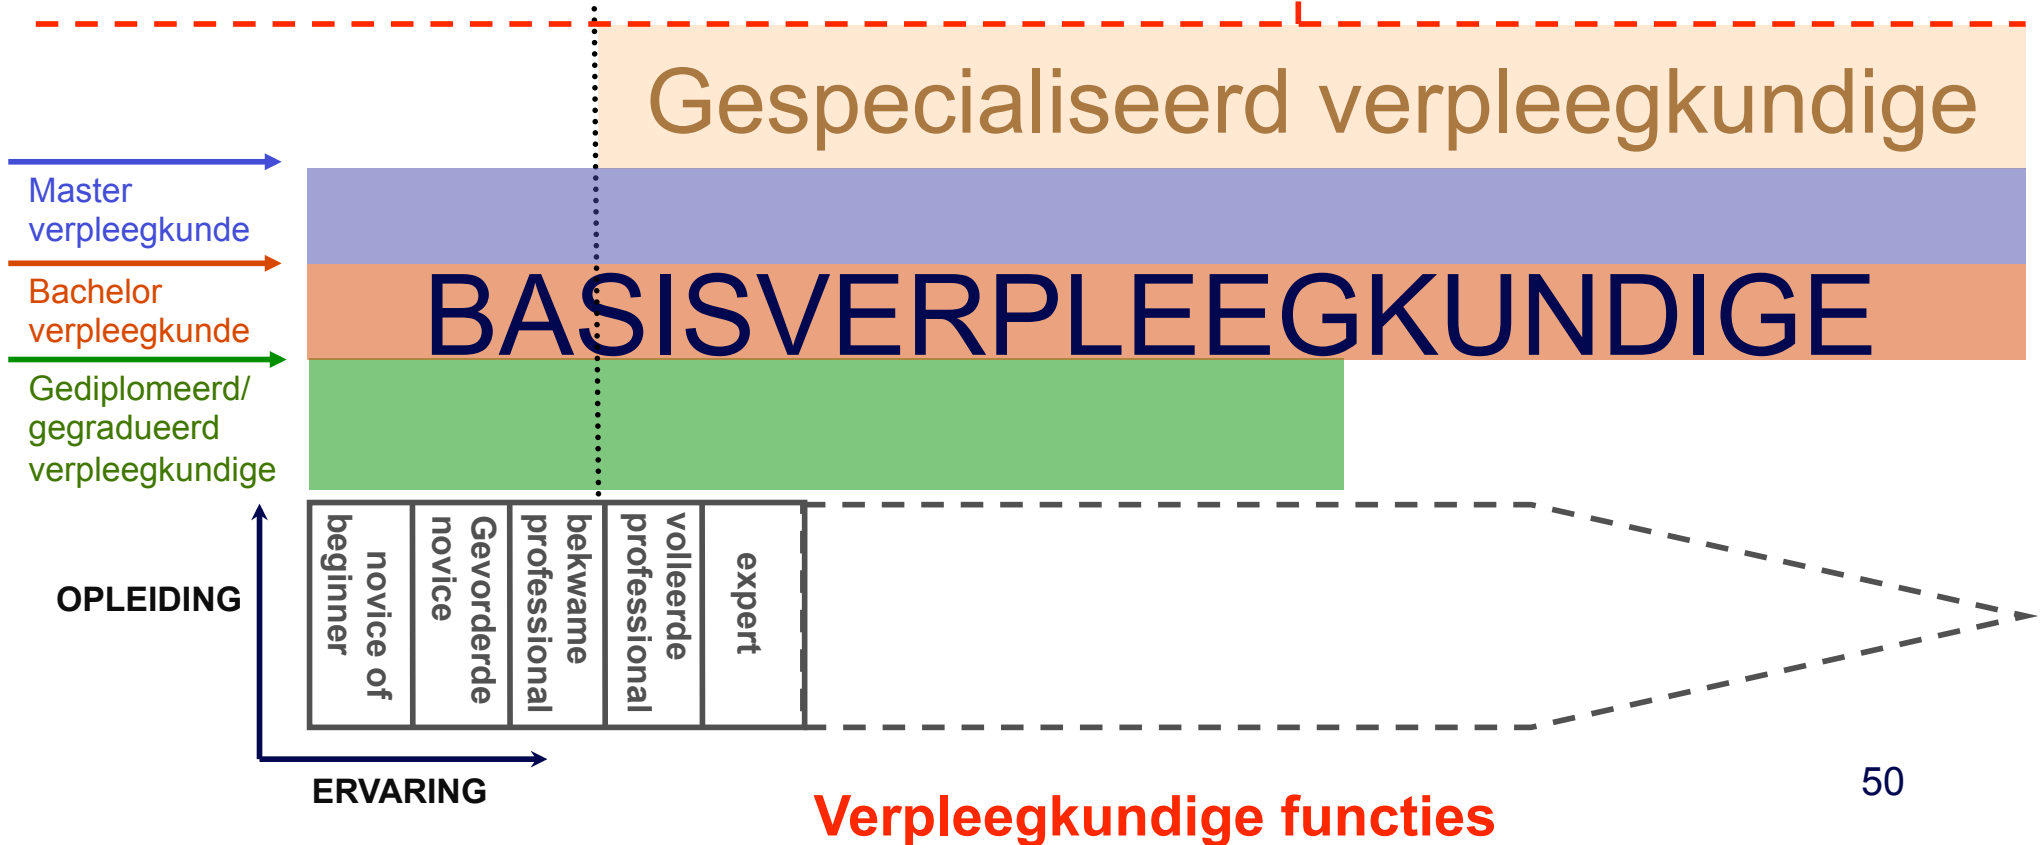 Gespecialiseerd verpleegkundige
Master
verpleegkunde
Bachelor
verpleegkunde
BASISVERPLEEGKUNDIGE
Gediplomeerd/
gegradueerd
verpleegkundige
OPLEIDING
novice of
beginner
Gevorderde
novice
bekwame
professional
volleerde
professional
expert
ERVARING
50
Verpleegkundige functies